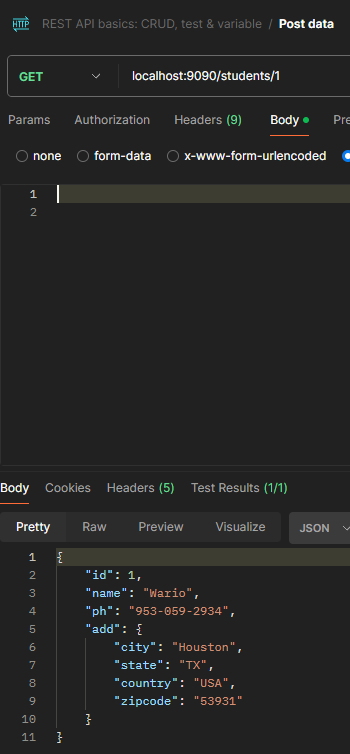 HTTP REST API basics: CRUD, test & variable / Post data
GET localhost:9090/students/1
Params Authorization Headers (9) Body Pre
none form-data x-www-form-urlencoded
1
2
Body Cookies Headers (5) Test Results (1/1)
Pretty Raw Preview Visualize JSON
1 {
2 "id": 1,
3 "name": "Wario",
4 "ph": "953-059-2934",
5 "add": {
6 "city": "Houston",
7 "state": "TX",
8 "country": "USA",
9 "zipcode": "53931"
10 }
11 }